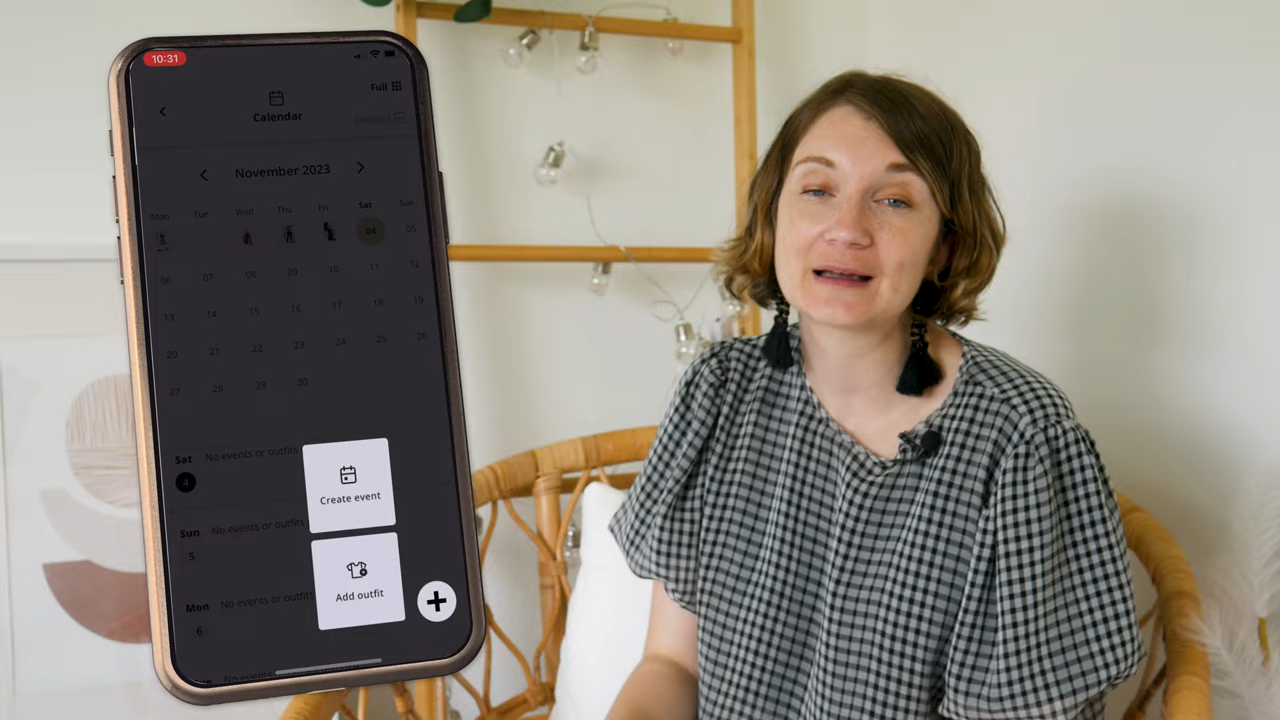 10:31
Full
Calendar
November 2023
Mon Tue Wed Thu Fri Sat Sun
04 05
06 07 08 09 10 11 12
13 14 15 16 17 18 19
20 21 22 23 24 25 26
27 28 29 30
Sat No events or outfits
4
Create event
Sun No events or outfits
5
Add outfit
Mon No events or outfits
6